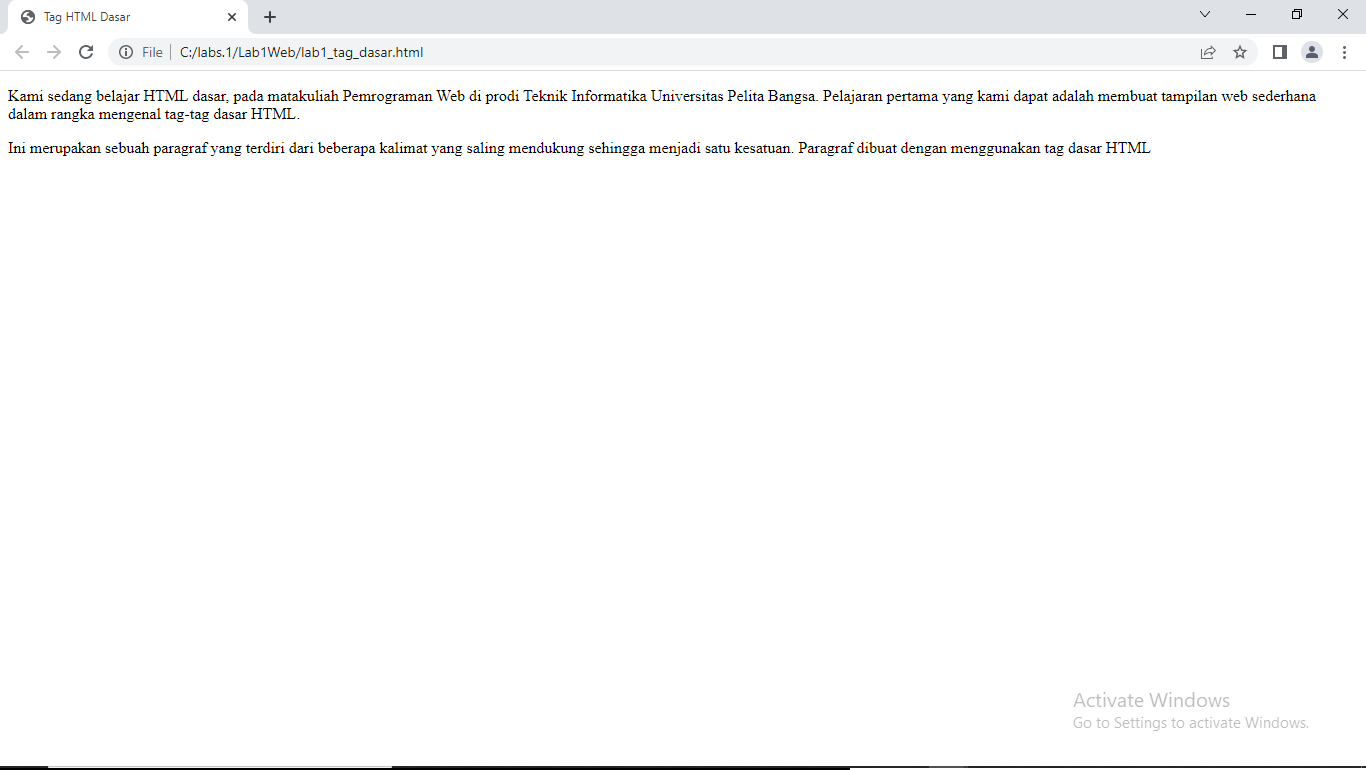 Tag HTML Dasar
File
C:/labs.1/Lab1Web/lab1_tag_dasar.html
Kami sedang belajar HTML dasar, pada matakuliah Pemrograman Web di prodi Teknik Informatika Universitas Pelita Bangsa. Pelajaran pertama yang kami dapat adalah membuat tampilan web sederhana
dalam rangka mengenal tag-tag dasar HTML.
Ini merupakan sebuah paragraf yang terdiri dari beberapa kalimat yang saling mendukung sehingga menjadi satu kesatuan. Paragraf dibuat dengan menggunakan tag dasar HTML
Activate Windows
Go to Settings to activate Windows.